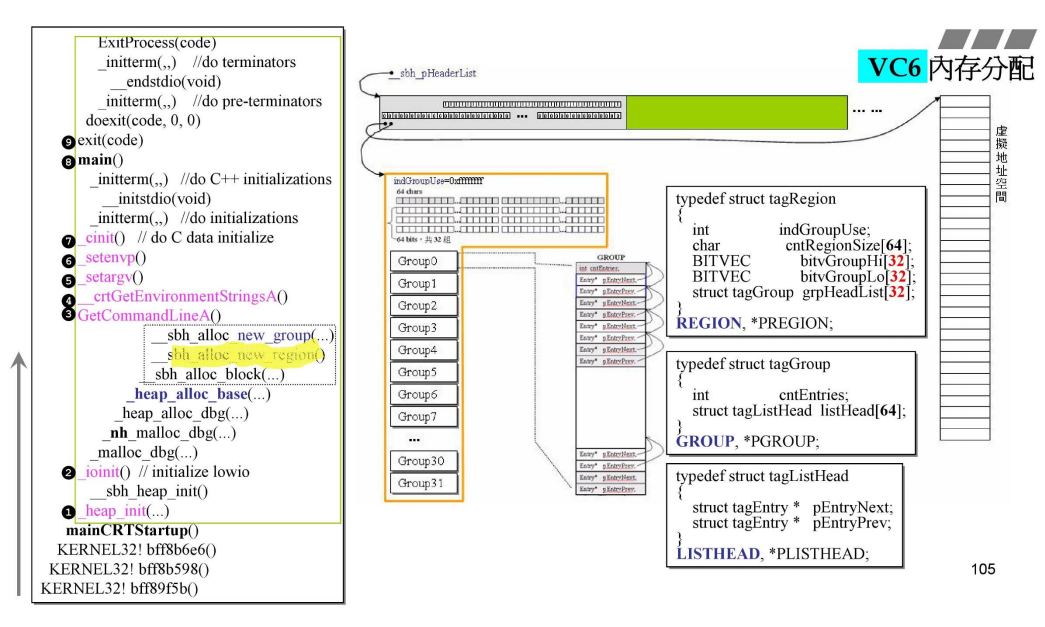 VC6 內存分配
ExitProcess(code)
_initterm(,,) //do terminators
__endstdio(void)
_initterm(,,) //do pre-terminators
doexit(code, 0, 0)
❾ exit(code)
❽ main()
_initterm(,,) //do C++ initializations
__initstdio(void)
_initterm(,,) //do initializations
❼ _cinit() // do C data initialize
❻ _setenvp()
❺ _setargv()
❹ __crtGetEnvironmentStringsA()
❸ GetCommandLineA()
__sbh_alloc_new_group(...)
__sbh_alloc_new_region()
__sbh_alloc_block(...)
_heap_alloc_base(...)
_heap_alloc_dbg(...)
_nh_malloc_dbg(...)
_malloc_dbg(...)
❷ _ioinit() // initialize lowio
__sbh_heap_init()
❶ _heap_init(...)
mainCRTStartup()
KERNEL32! bff8b6e6()
KERNEL32! bff8b598()
KERNEL32! bff89f5b()
__sbh_pHeaderList
... ...
虛擬地址空間
indGroupUse=0xffffffff
64 chars
64 bits，共 32 組
Group0
Group1
Group2
Group3
Group4
Group5
Group6
Group7
...
Group30
Group31
GROUP
int cntEntries;
Entry* pEntryNext;
Entry* pEntryPrev;
Entry* pEntryNext;
Entry* pEntryPrev;
Entry* pEntryNext;
Entry* pEntryPrev;
Entry* pEntryNext;
Entry* pEntryPrev;
Entry* pEntryNext;
Entry* pEntryPrev;
Entry* pEntryNext;
Entry* pEntryPrev;
typedef struct tagRegion
{
int indGroupUse;
char cntRegionSize[64];
BITVEC bitvGroupHi[32];
BITVEC bitvGroupLo[32];
struct tagGroup grpHeadList[32];
}
REGION, *PREGION;
typedef struct tagGroup
{
int cntEntries;
struct tagListHead listHead[64];
}
GROUP, *PGROUP;
typedef struct tagListHead
{
struct tagEntry * pEntryNext;
struct tagEntry * pEntryPrev;
}
LISTHEAD, *PLISTHEAD;
105